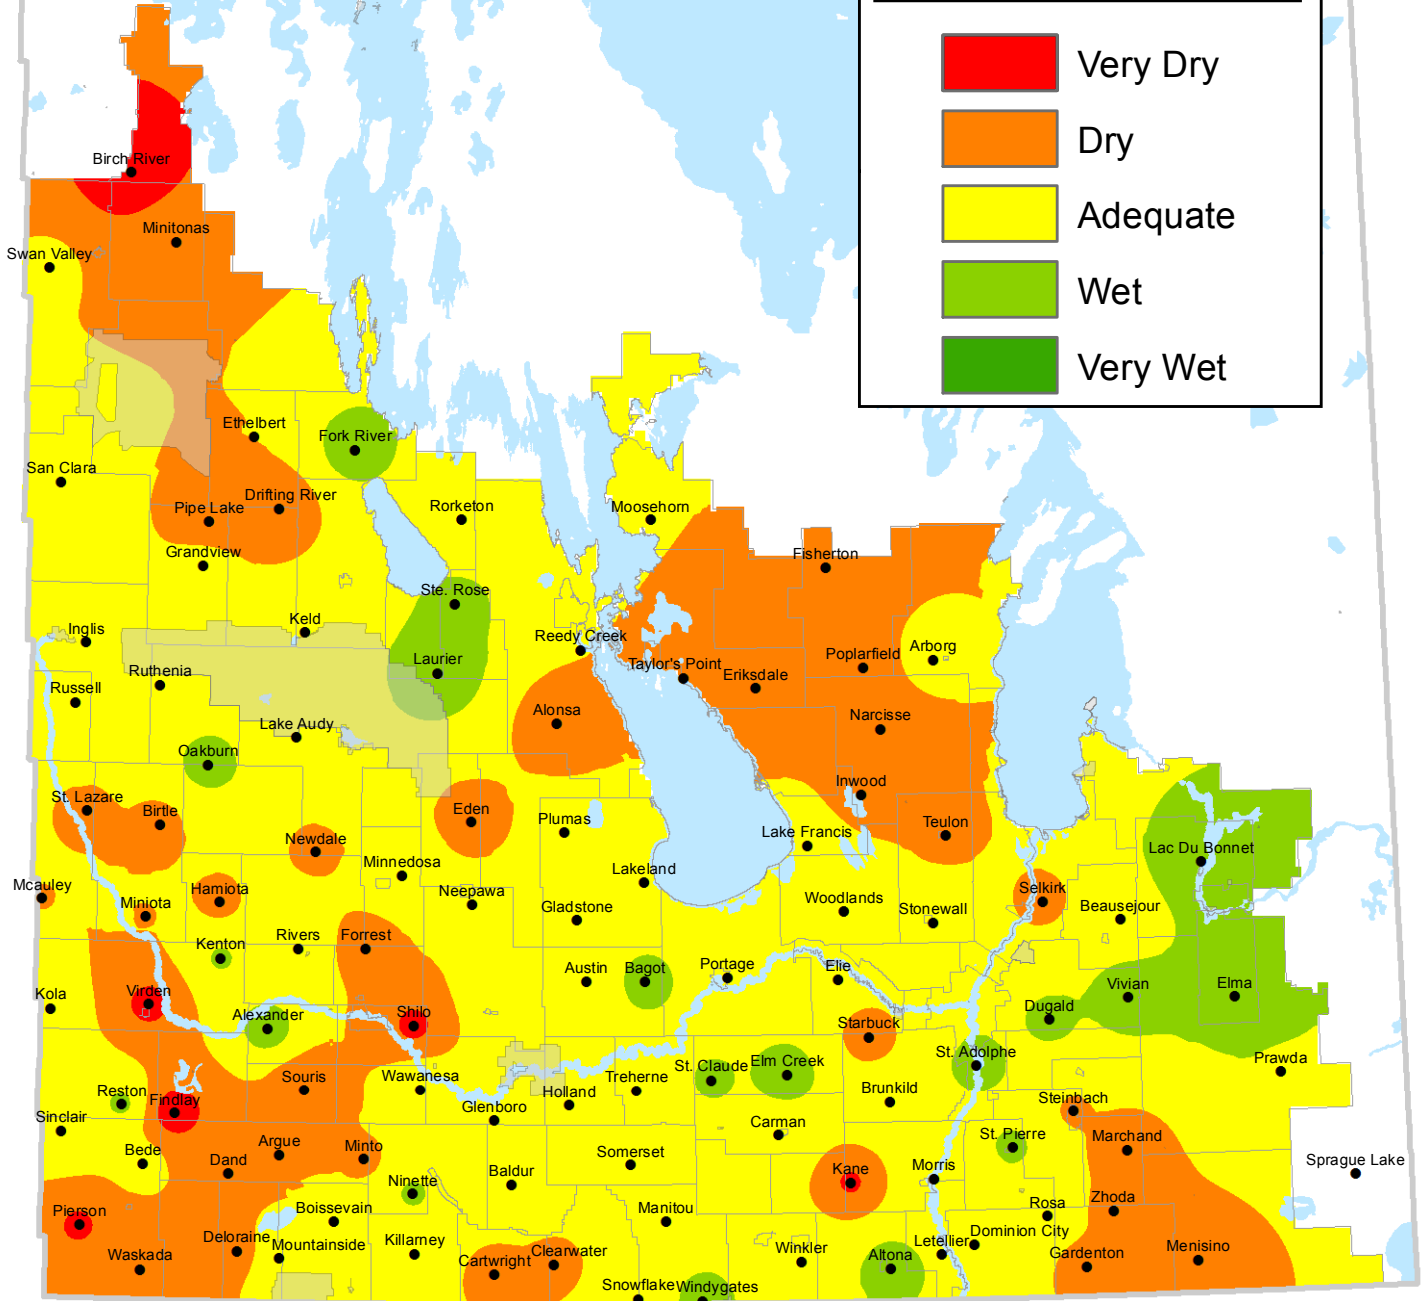 Very Dry
Dry
Adequate
Wet
Very Wet
Birch River
Minitonas
Swan Valley
Ethelbert
Fork River
San Clara
Drifting River
Pipe Lake
Rorketon
Moosehorn
Grandview
Fisherton
Ste. Rose
Keld
Inglis
Reedy Creek
Arborg
Laurier
Poplarfield
Taylor's Point
Eriksdale
Ruthenia
Russell
Alonsa
Narcisse
Lake Audy
Oakburn
Inwood
St. Lazare
Birtle
Eden
Plumas
Teulon
Newdale
Lake Francis
Lac Du Bonnet
Minnedosa
Lakeland
Mcauley
Hamiota
Neepawa
Selkirk
Miniota
Gladstone
Woodlands
Stonewall
Beausejour
Kenton
Rivers
Forrest
Austin
Bagot
Portage
Elie
Kola
Virden
Vivian
Elma
Alexander
Shilo
Dugald
Starbuck
St. Adolphe
Prawda
St. Claude
Elm Creek
Souris
Wawanesa
Treherne
Reston
Findlay
Holland
Brunkild
Steinbach
Glenboro
Sinclair
Carman
St. Pierre
Marchand
Bede
Argue
Minto
Dand
Somerset
Sprague Lake
Baldur
Kane
Morris
Ninette
Pierson
Boissevain
Manitou
Rosa
Zhoda
Deloraine
Mountainside
Killarney
Dominion City
Letellier
Waskada
Cartwright
Clearwater
Winkler
Altona
Gardenton
Menisino
Snowflake
Windygates